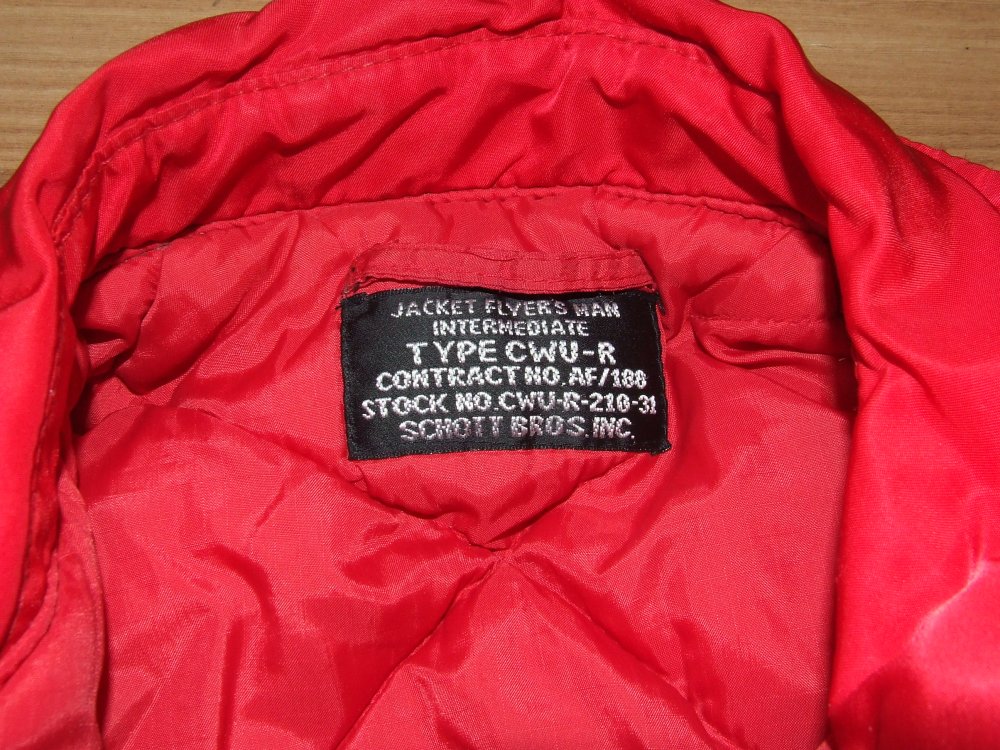 JACKET FLYER'S MAN
INTERMEDIATE
TYPE CWU-R
CONTRACT NO. AF/188
STOCK NO. CWU-R-210-31
SCHOTT BROS. INC.